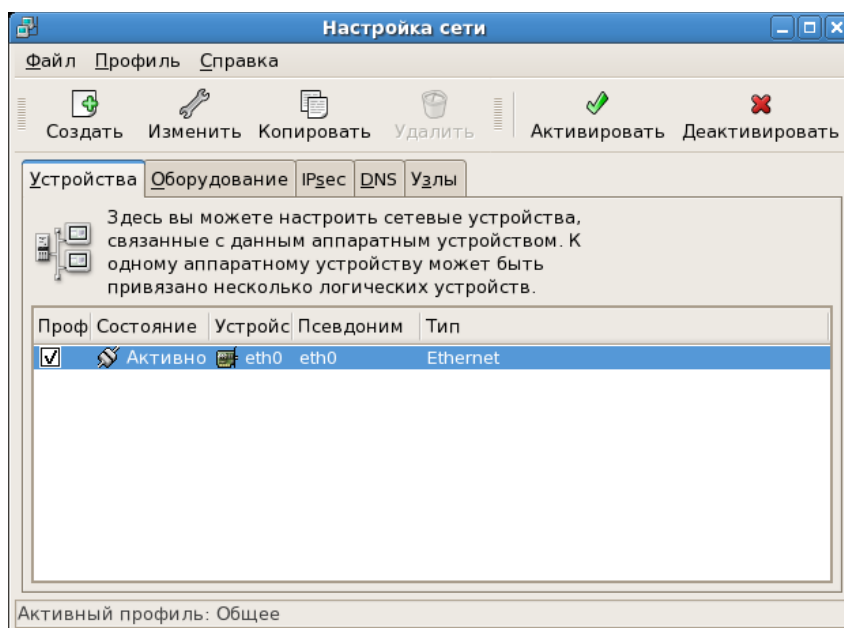 Настройка сети
Файл Профиль Справка
Создать Изменить Копировать Удалить Активировать Деактивировать
Устройства Оборудование IPsec DNS Узлы
Здесь вы можете настроить сетевые устройства,
связанные с данным аппаратным устройством. К
одному аппаратному устройству может быть
привязано несколько логических устройств.
Проф Состояние Устройс Псевдоним Тип
Активно eth0 eth0 Ethernet
Активный профиль: Общее